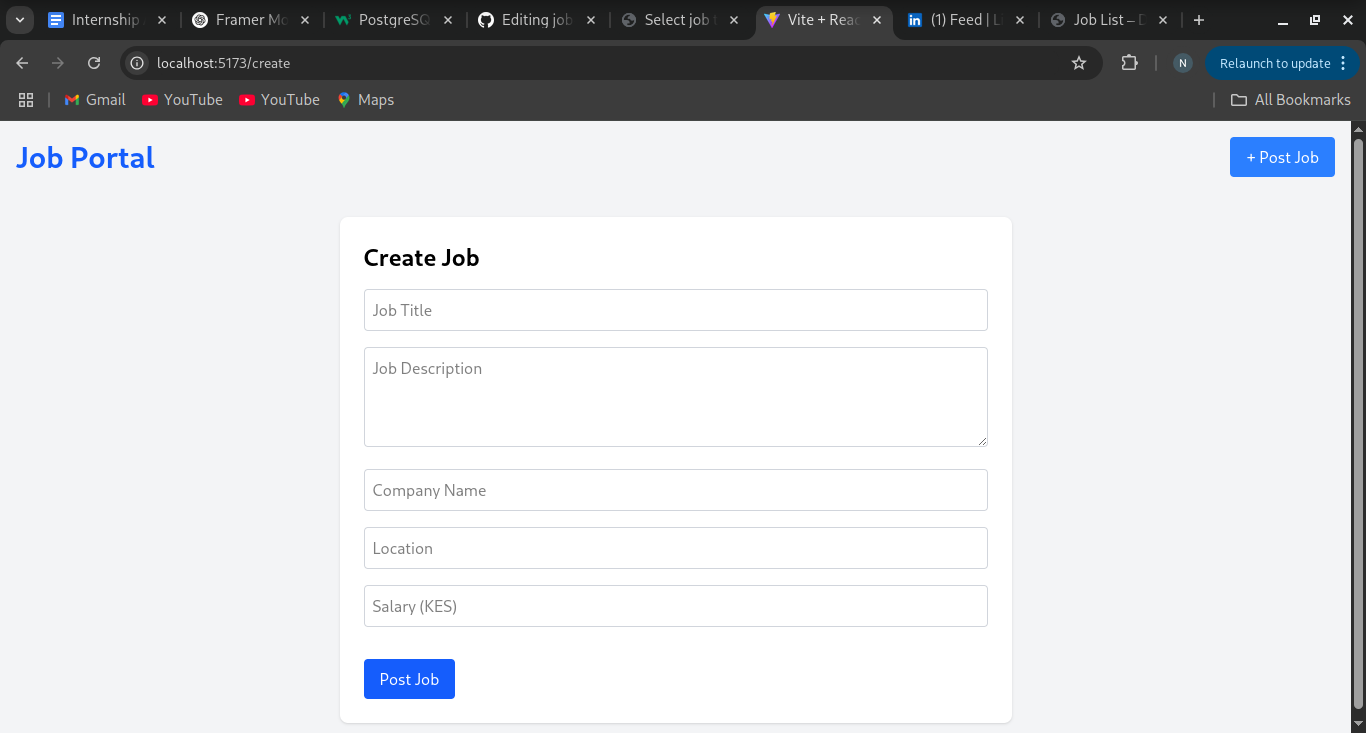 Internship
Framer Mo
PostgreSQ
Editing job
Select job
Vite + Reac
(1) Feed | Li
Job List – D
localhost:5173/create
N
Relaunch to update
Gmail
YouTube
YouTube
Maps
All Bookmarks
Job Portal
+ Post Job
Create Job
Job Title
Job Description
Company Name
Location
Salary (KES)
Post Job